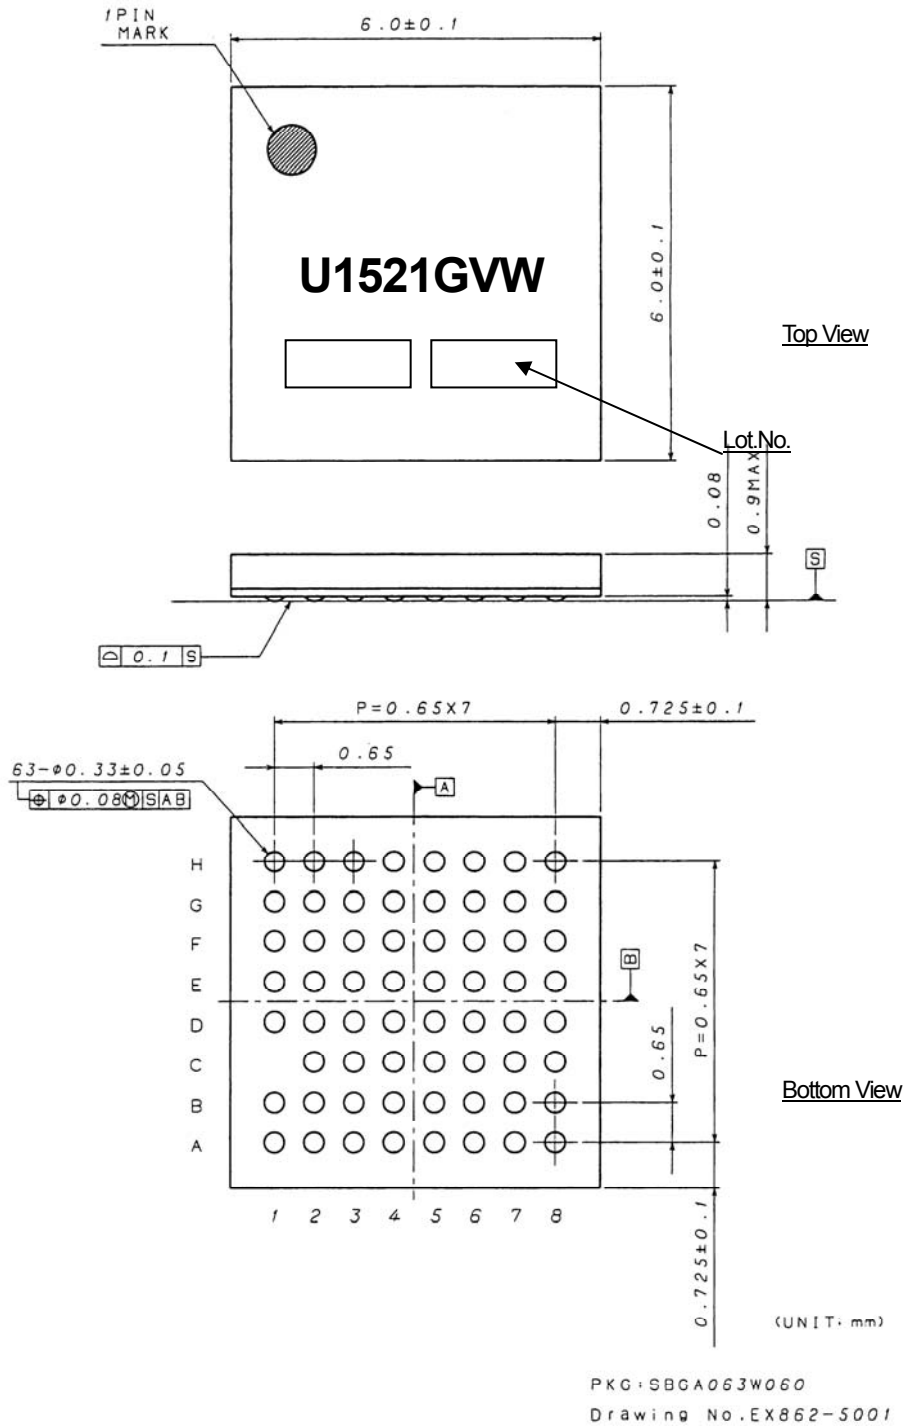 1PIN
MARK
6.0±0.1
U1521GVW
6.0±0.1
Top View
Lot.No.
0.08
0.9MAX
S
⌓ 0.1 S
P=0.65X7
0.725±0.1
0.65
63-φ0.33±0.05
⌖ φ0.08Ⓜ S A B
A
H
G
F
E
D
C
B
A
B
P=0.65X7
0.65
Bottom View
1 2 3 4 5 6 7 8
0.725±0.1
(UNIT: mm)
PKG:SBGA063W060
Drawing No.EX862-5001